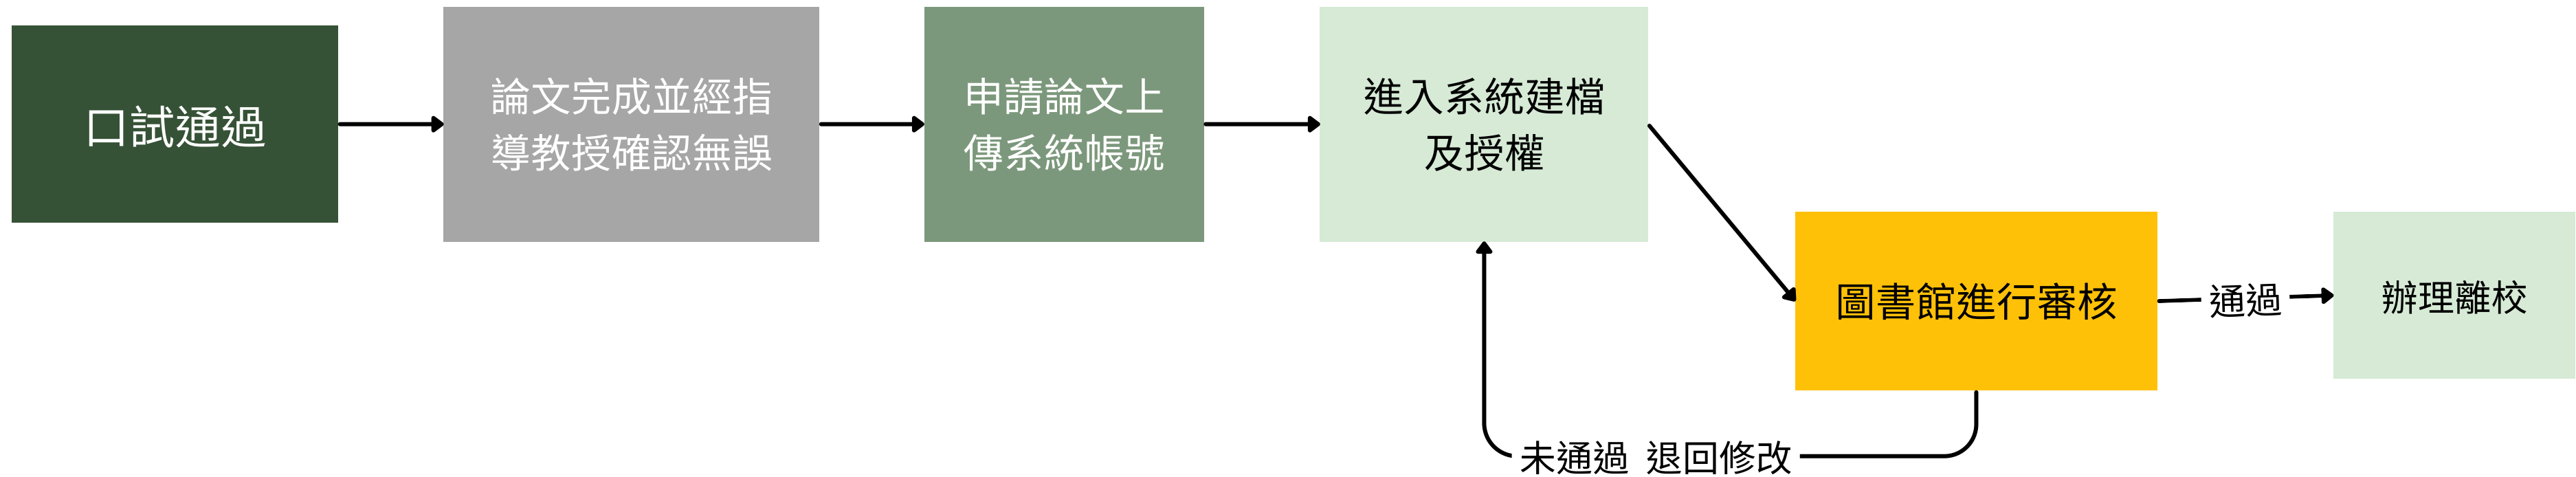 口試通過
論文完成並經指
導教授確認無誤
申請論文上
傳系統帳號
進入系統建檔
及授權
圖書館進行審核
通過
辦理離校
未通過 退回修改